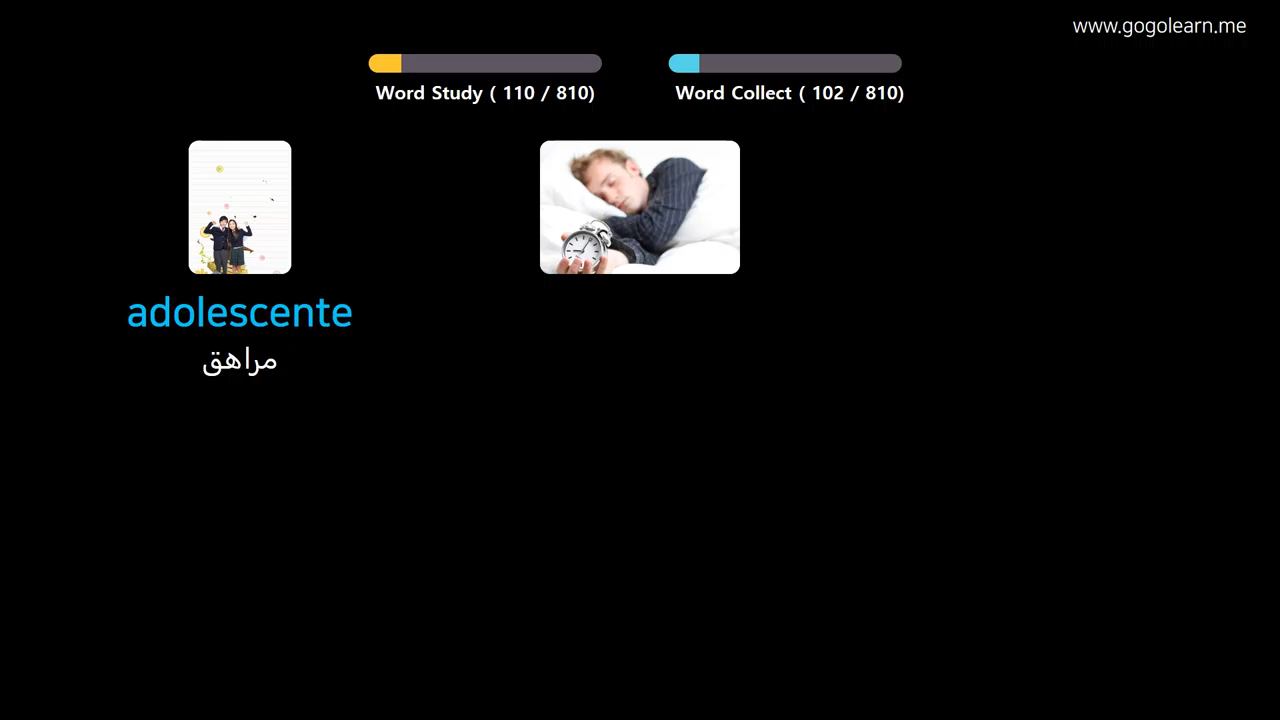 www.gogolearn.me
Word Study ( 110 / 810)
Word Collect ( 102 / 810)
adolescente
مراهق